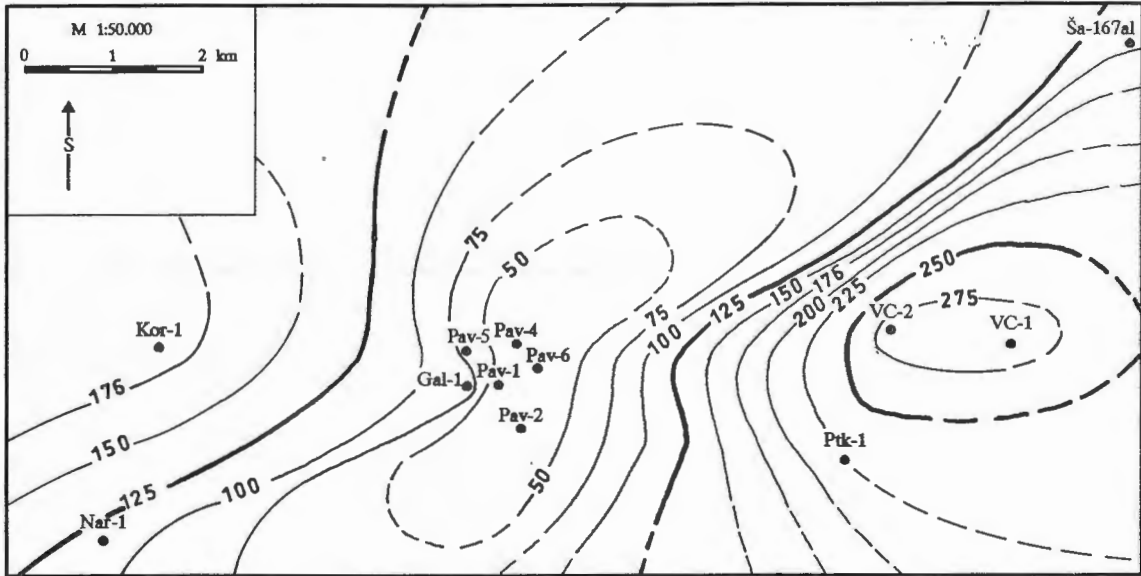 M 1:50.000
0 1 2 km
S
Ša-167al
75
50
250
275
VC-2
VC-1
225
200
176
150
125
100
75
Kor-1
Pav-5
Pav-4
Pav-6
Gal-1
Pav-1
Pav-2
176
150
125
100
50
Ptk-1
Nar-1